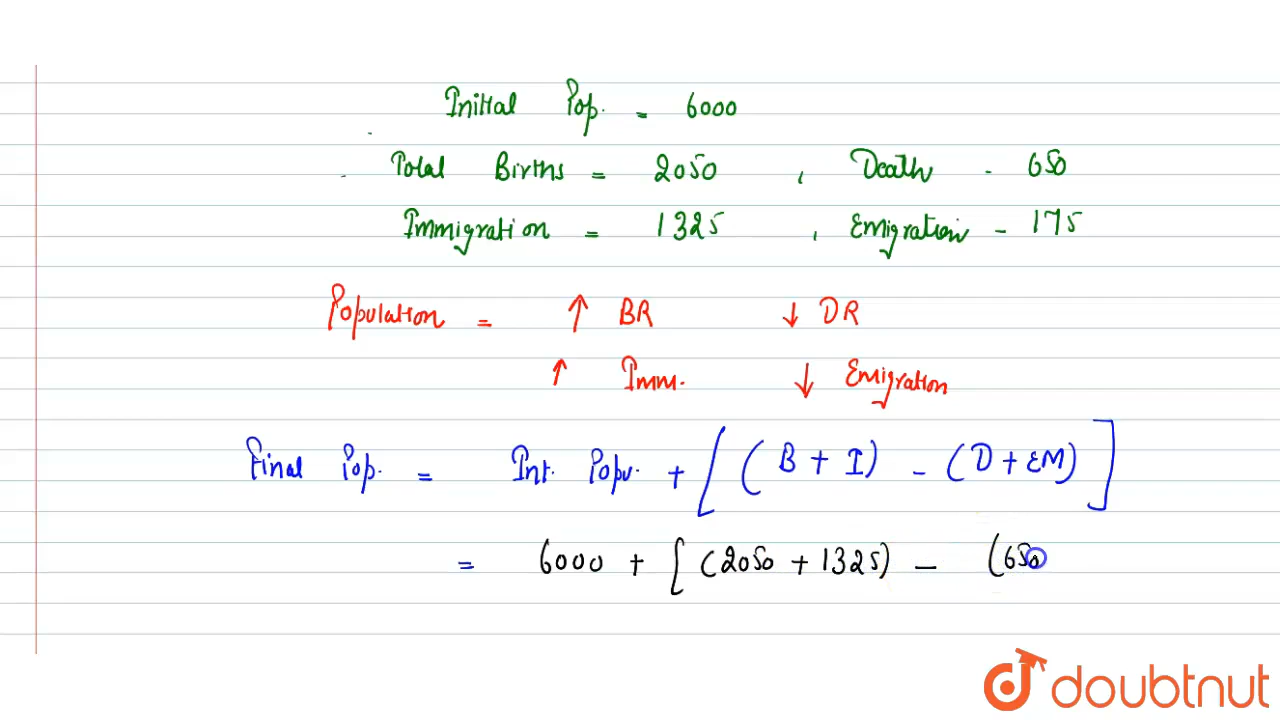 Initial Pop. = 6000
Total Births = 2050 , Death - 650
Immigration = 1325 , Emigration - 175
Population = ↑ BR ↓ DR
↑ Imm. ↓ Emigration
Final Pop. = Int. Popu. + [(B + I) - (D + EM)]
= 6000 + [(2050 + 1325) - (650
doubtnut